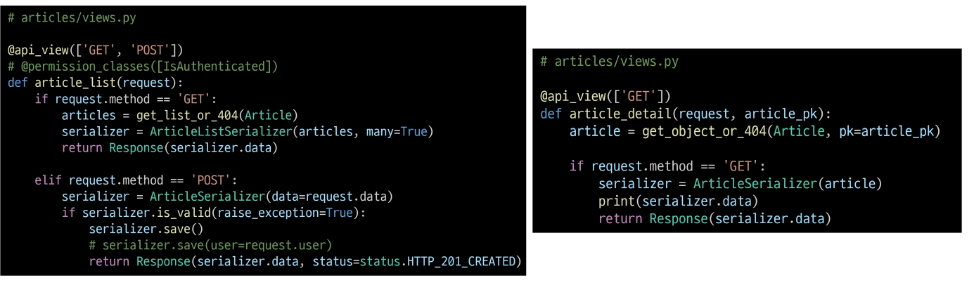 # articles/views.py
@api_view(['GET', 'POST'])
# @permission_classes([IsAuthenticated])
def article_list(request):
    if request.method == 'GET':
        articles = get_list_or_404(Article)
        serializer = ArticleListSerializer(articles, many=True)
        return Response(serializer.data)
    elif request.method == 'POST':
        serializer = ArticleSerializer(data=request.data)
        if serializer.is_valid(raise_exception=True):
            serializer.save()
            # serializer.save(user=request.user)
            return Response(serializer.data, status=status.HTTP_201_CREATED)
# articles/views.py
@api_view(['GET'])
def article_detail(request, article_pk):
    article = get_object_or_404(Article, pk=article_pk)
    if request.method == 'GET':
        serializer = ArticleSerializer(article)
        print(serializer.data)
        return Response(serializer.data)